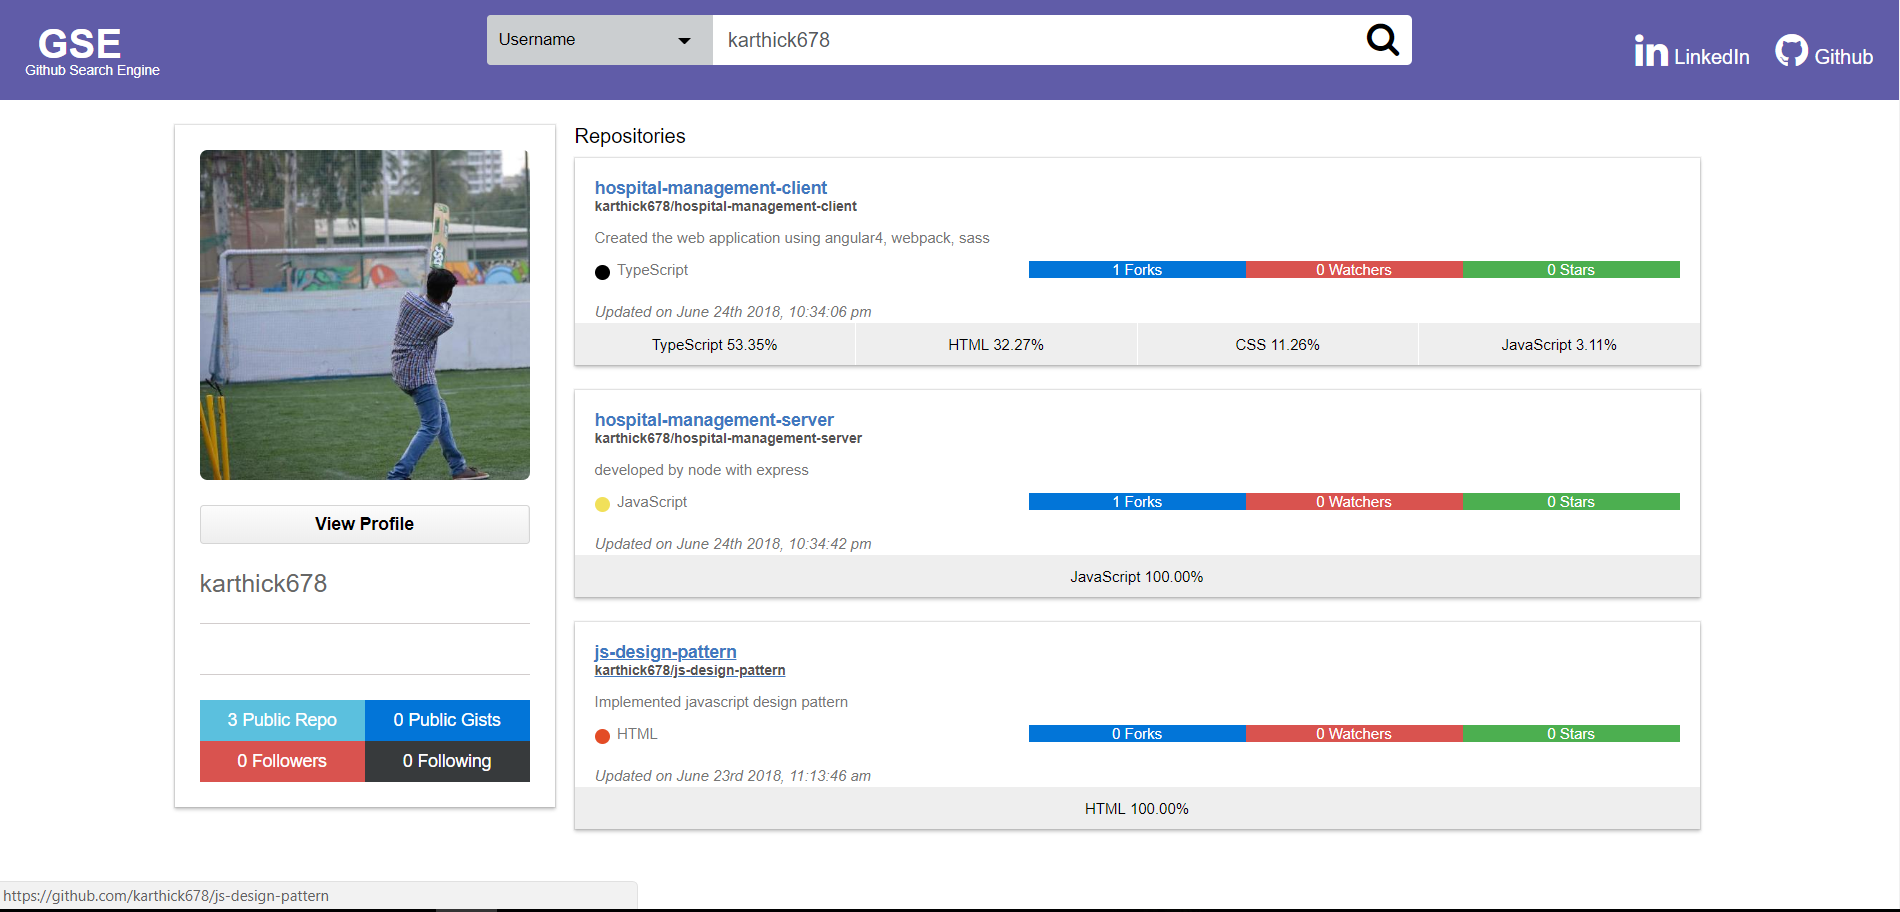 GSE
Github Search Engine
Username
karthick678
LinkedIn
Github
View Profile
karthick678
3 Public Repo
0 Public Gists
0 Followers
0 Following
Repositories
hospital-management-client
karthick678/hospital-management-client
Created the web application using angular4, webpack, sass
TypeScript
1 Forks
0 Watchers
0 Stars
Updated on June 24th 2018, 10:34:06 pm
TypeScript 53.35%
HTML 32.27%
CSS 11.26%
JavaScript 3.11%
hospital-management-server
karthick678/hospital-management-server
developed by node with express
JavaScript
1 Forks
0 Watchers
0 Stars
Updated on June 24th 2018, 10:34:42 pm
JavaScript 100.00%
js-design-pattern
karthick678/js-design-pattern
Implemented javascript design pattern
HTML
0 Forks
0 Watchers
0 Stars
Updated on June 23rd 2018, 11:13:46 am
HTML 100.00%
https://github.com/karthick678/js-design-pattern